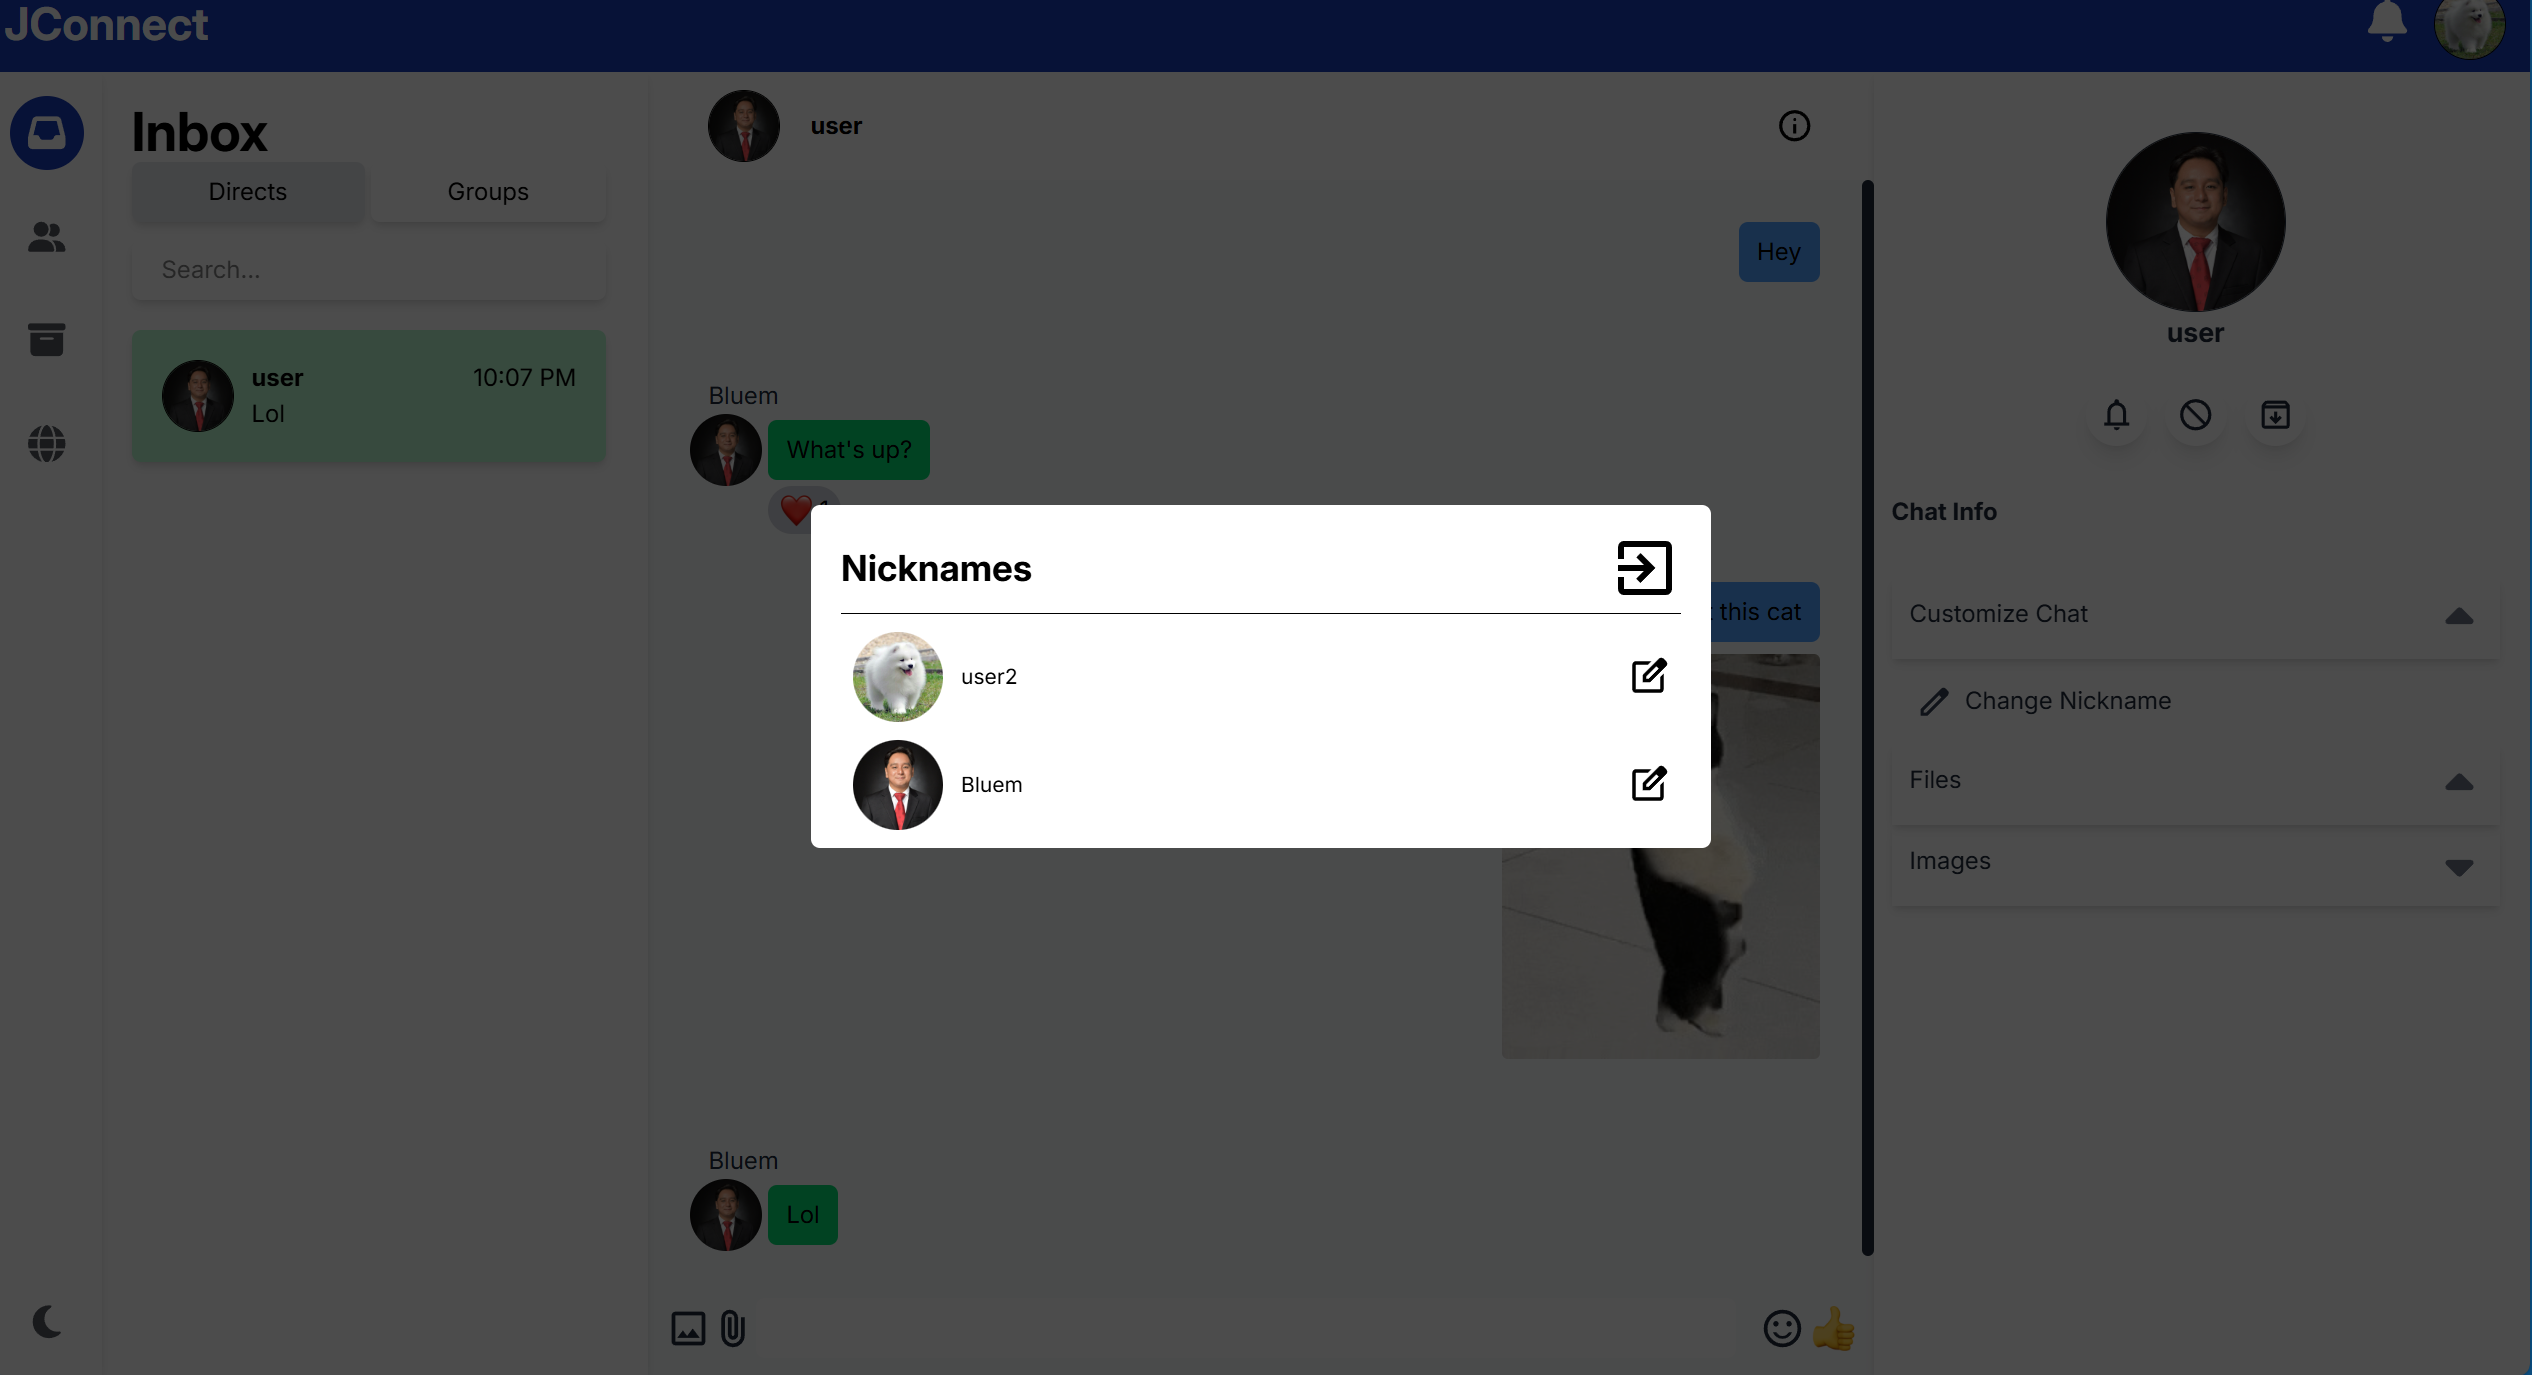 JConnect
Inbox
Directs
Groups
Search...
user
10:07 PM
Lol
user
Hey
Bluem
What's up?
this cat
Nicknames
user2
Bluem
Bluem
Lol
user
Chat Info
Customize Chat
Change Nickname
Files
Images